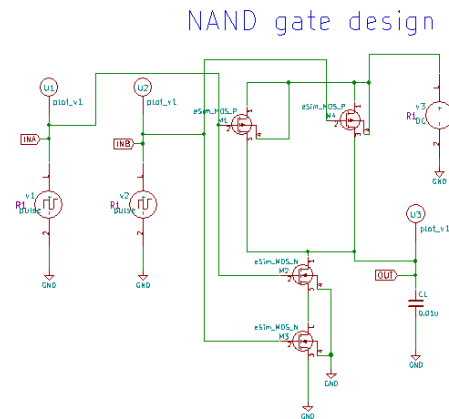 NAND gate design
U1
plot_v1
U2
plot_v1
INA
INB
eSim_MOS_P
M1
eSim_MOS_P
M4
v3
R1
DC
GND
v1
R1
pulse
v2
R1
pulse
GND
GND
U3
plot_v1
OUT
eSim_MOS_N
M2
eSim_MOS_N
M3
CL
0.01u
GND
GND
GND